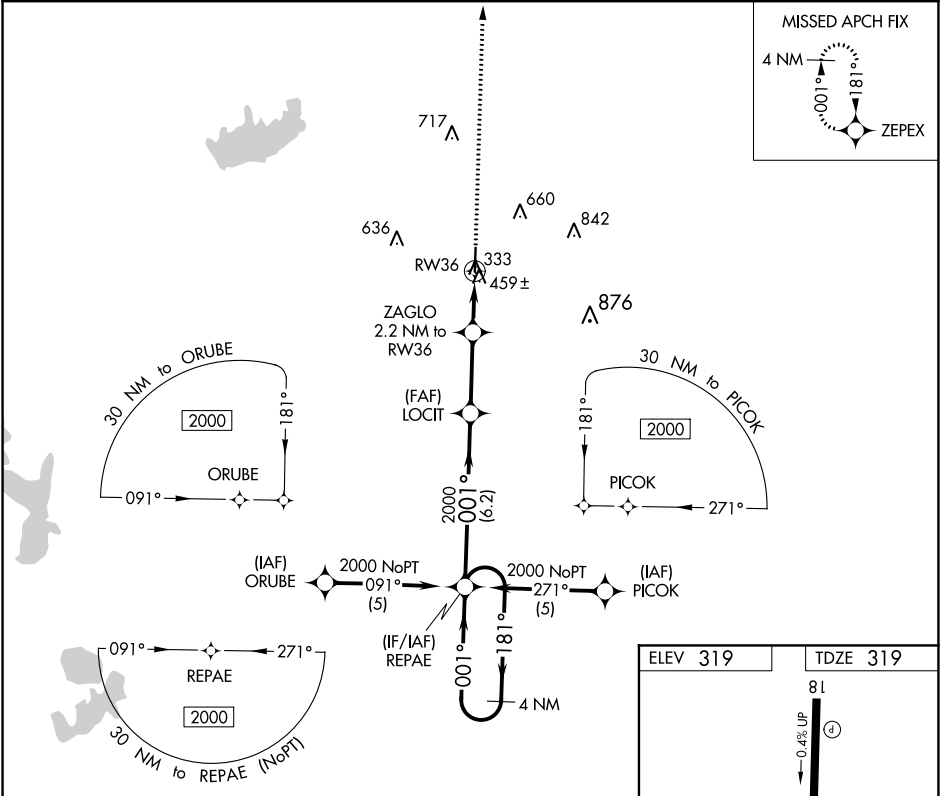 MISSED APCH FIX
4 NM
001°
181°
ZEPEX
717
660
842
636
RW36
333
459±
876
ZAGLO
2.2 NM to
RW36
(FAF)
LOCIT
30 NM to ORUBE
2000
181°
ORUBE
091°
30 NM to PICOK
2000
181°
PICOK
271°
2000
001°
(6.2)
(IAF)
ORUBE
2000 NoPT
091°
(5)
2000 NoPT
271°
(5)
(IAF)
PICOK
(IF/IAF)
REPAE
001°
181°
4 NM
091°
271°
REPAE
2000
30 NM to REPAE (NoPT)
ELEV 319
TDZE 319
18
0.4% UP
P